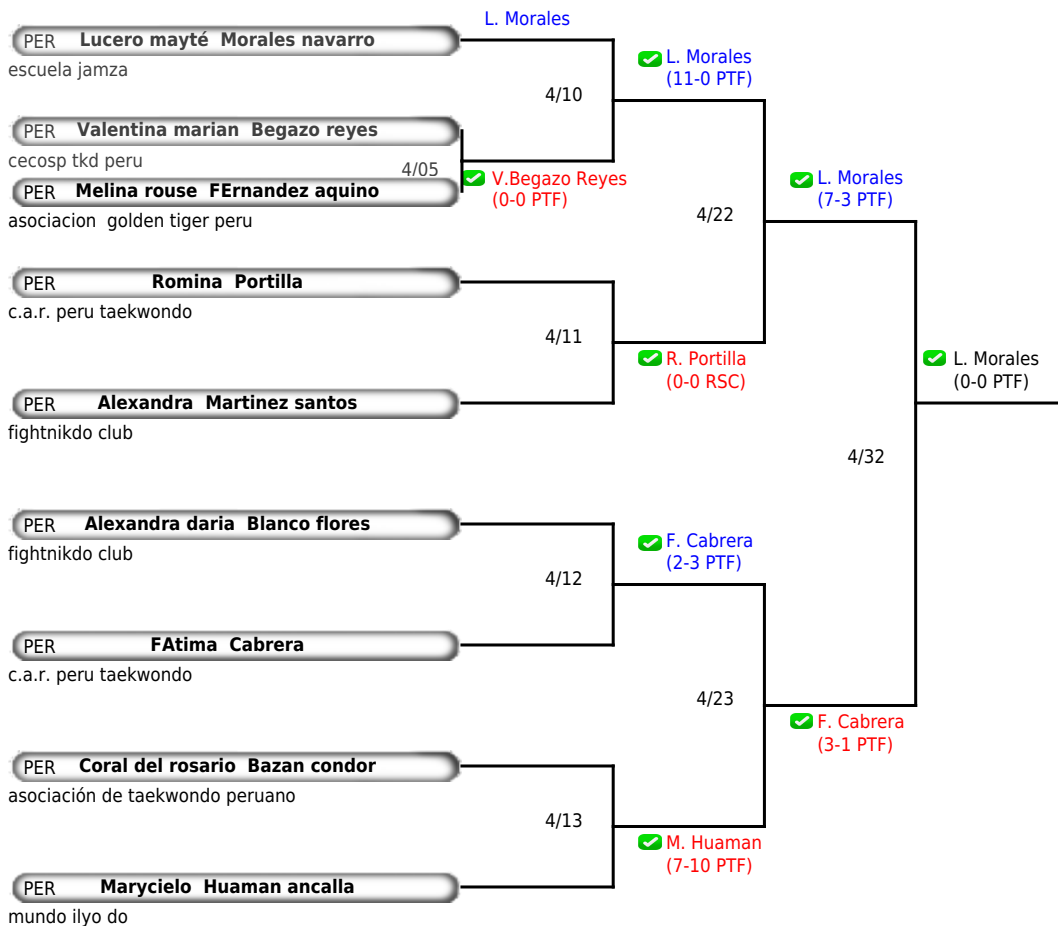 L. Morales
PER Lucero mayté Morales navarro
escuela jamza
L. Morales
(11-0 PTF)
4/10
PER Valentina marian Begazo reyes
cecosp tkd peru
4/05
V.Begazo Reyes
(0-0 PTF)
PER Melina rouse FErnandez aquino
asociacion golden tiger peru
L. Morales
(7-3 PTF)
4/22
PER Romina Portilla
c.a.r. peru taekwondo
4/11
R. Portilla
(0-0 RSC)
L. Morales
(0-0 PTF)
PER Alexandra Martinez santos
fightnikdo club
4/32
PER Alexandra daria Blanco flores
fightnikdo club
F. Cabrera
(2-3 PTF)
4/12
PER FAtima Cabrera
c.a.r. peru taekwondo
4/23
F. Cabrera
(3-1 PTF)
PER Coral del rosario Bazan condor
asociación de taekwondo peruano
4/13
M. Huaman
(7-10 PTF)
PER Marycielo Huaman ancalla
mundo ilyo do